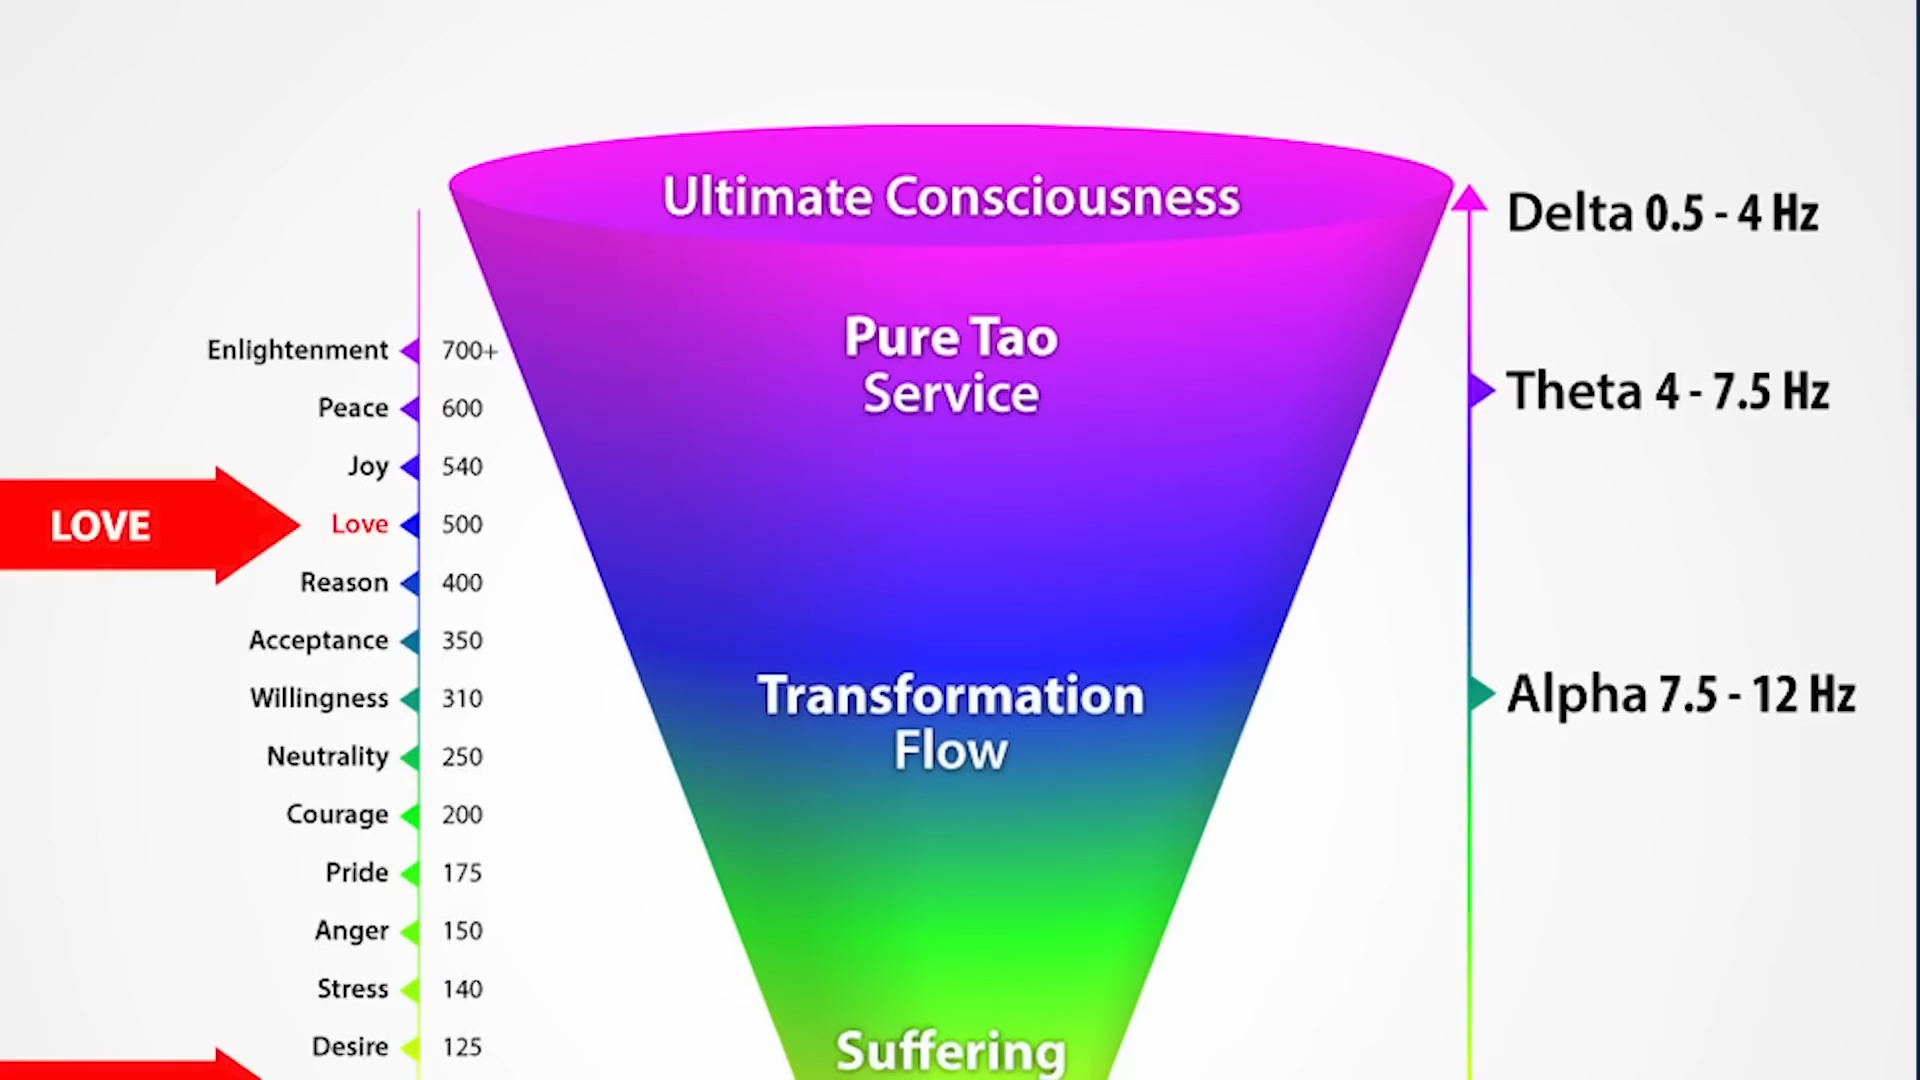 Ultimate Consciousness
Delta 0.5 - 4 Hz
Pure Tao
Service
Enlightenment 700+
Theta 4 - 7.5 Hz
Peace 600
Joy 540
LOVE
Love 500
Reason 400
Acceptance 350
Transformation
Flow
Willingness 310
Alpha 7.5 - 12 Hz
Neutrality 250
Courage 200
Pride 175
Anger 150
Stress 140
Desire 125
Suffering